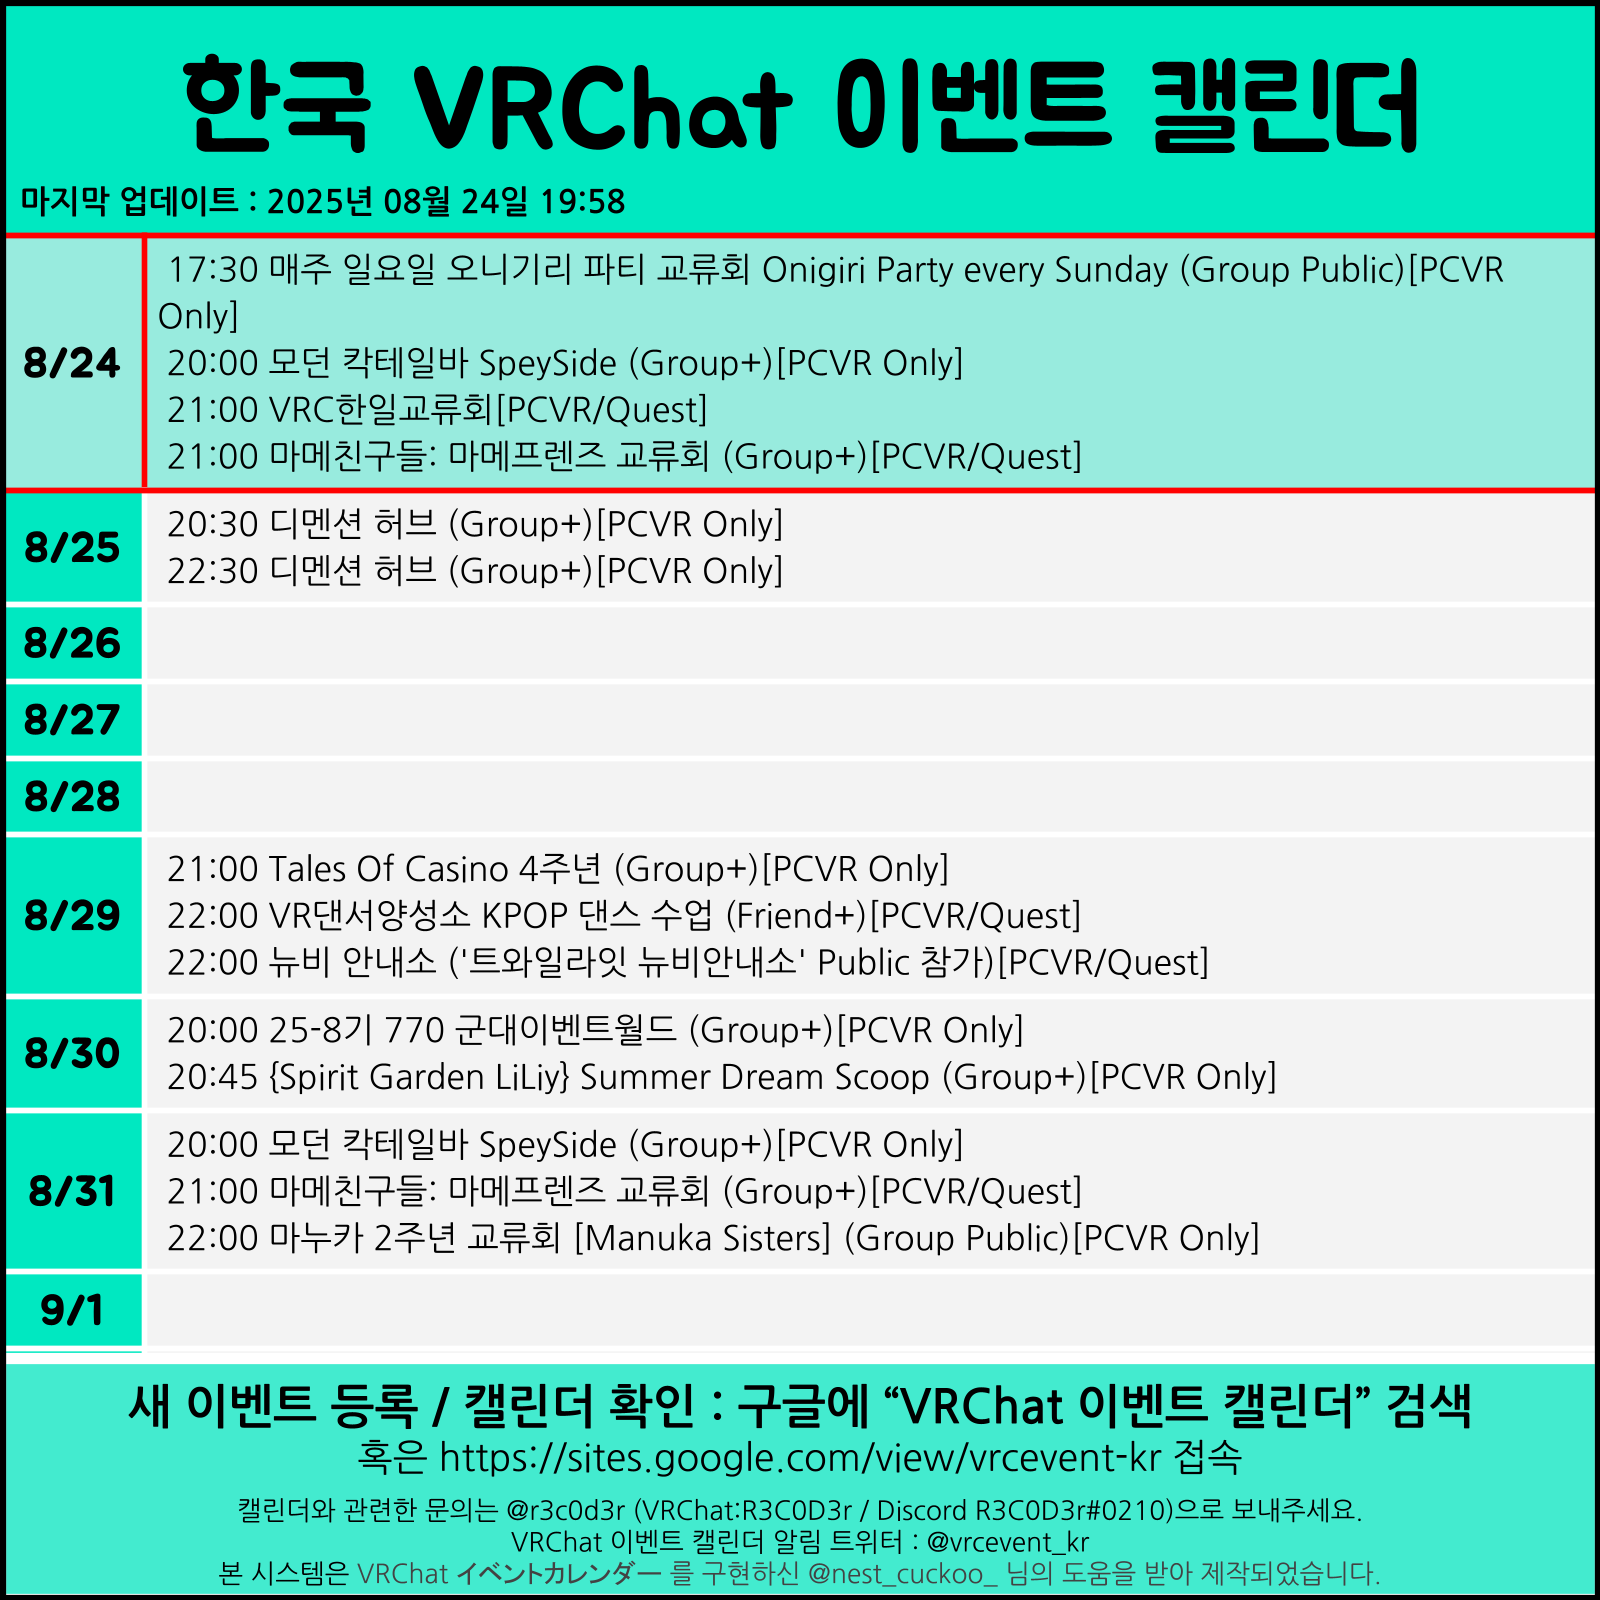 한국 VRChat 이벤트 캘린더
마지막 업데이트 : 2025년 08월 24일 19:58
8/24
17:30 매주 일요일 오니기리 파티 교류회 Onigiri Party every Sunday (Group Public)[PCVR
Only]
20:00 모던 칵테일바 SpeySide (Group+)[PCVR Only]
21:00 VRC한일교류회[PCVR/Quest]
21:00 마메친구들: 마메프렌즈 교류회 (Group+)[PCVR/Quest]
8/25
20:30 디멘션 허브 (Group+)[PCVR Only]
22:30 디멘션 허브 (Group+)[PCVR Only]
8/26
8/27
8/28
8/29
21:00 Tales Of Casino 4주년 (Group+)[PCVR Only]
22:00 VR댄서양성소 KPOP 댄스 수업 (Friend+)[PCVR/Quest]
22:00 뉴비 안내소 ('트와일라잇 뉴비안내소' Public 참가)[PCVR/Quest]
8/30
20:00 25-8기 770 군대이벤트월드 (Group+)[PCVR Only]
20:45 {Spirit Garden LiLiy} Summer Dream Scoop (Group+)[PCVR Only]
8/31
20:00 모던 칵테일바 SpeySide (Group+)[PCVR Only]
21:00 마메친구들: 마메프렌즈 교류회 (Group+)[PCVR/Quest]
22:00 마누카 2주년 교류회 [Manuka Sisters] (Group Public)[PCVR Only]
9/1
새 이벤트 등록 / 캘린더 확인 : 구글에 “VRChat 이벤트 캘린더” 검색
혹은 https://sites.google.com/view/vrcevent-kr 접속
캘린더와 관련한 문의는 @r3c0d3r (VRChat:R3C0D3r / Discord R3C0D3r#0210)으로 보내주세요.
VRChat 이벤트 캘린더 알림 트위터 : @vrcevent_kr
본 시스템은 VRChat イベントカレンダー 를 구현하신 @nest_cuckoo_ 님의 도움을 받아 제작되었습니다.